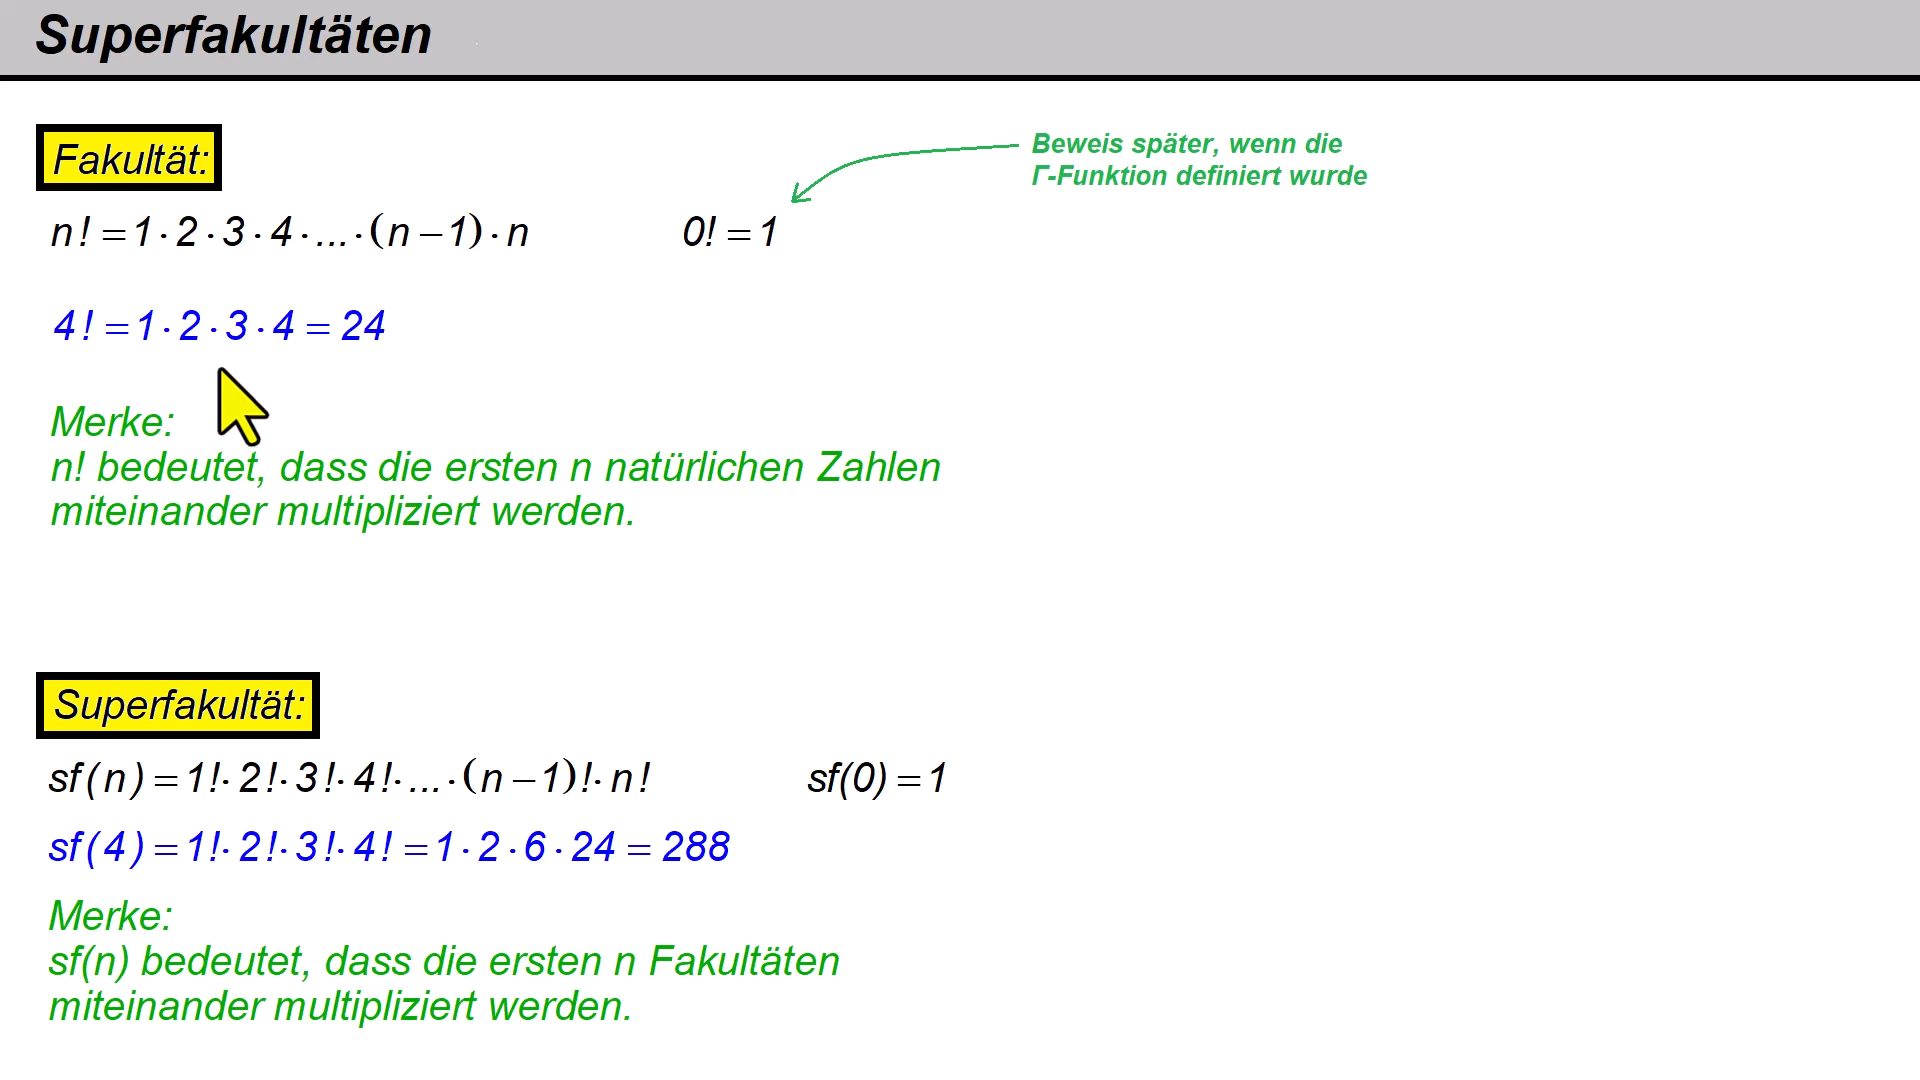 Superfakultäten
Fakultät:
Beweis später, wenn die
Γ-Funktion definiert wurde
n! = 1 · 2 · 3 · 4 · ... · (n – 1) · n 0! = 1
4! = 1 · 2 · 3 · 4 = 24
Merke:
n! bedeutet, dass die ersten n natürlichen Zahlen
miteinander multipliziert werden.
Superfakultät:
sf(n) = 1! · 2! · 3! · 4! · ... · (n – 1)! · n! sf(0) = 1
sf(4) = 1! · 2! · 3! · 4! = 1 · 2 · 6 · 24 = 288
Merke:
sf(n) bedeutet, dass die ersten n Fakultäten
miteinander multipliziert werden.